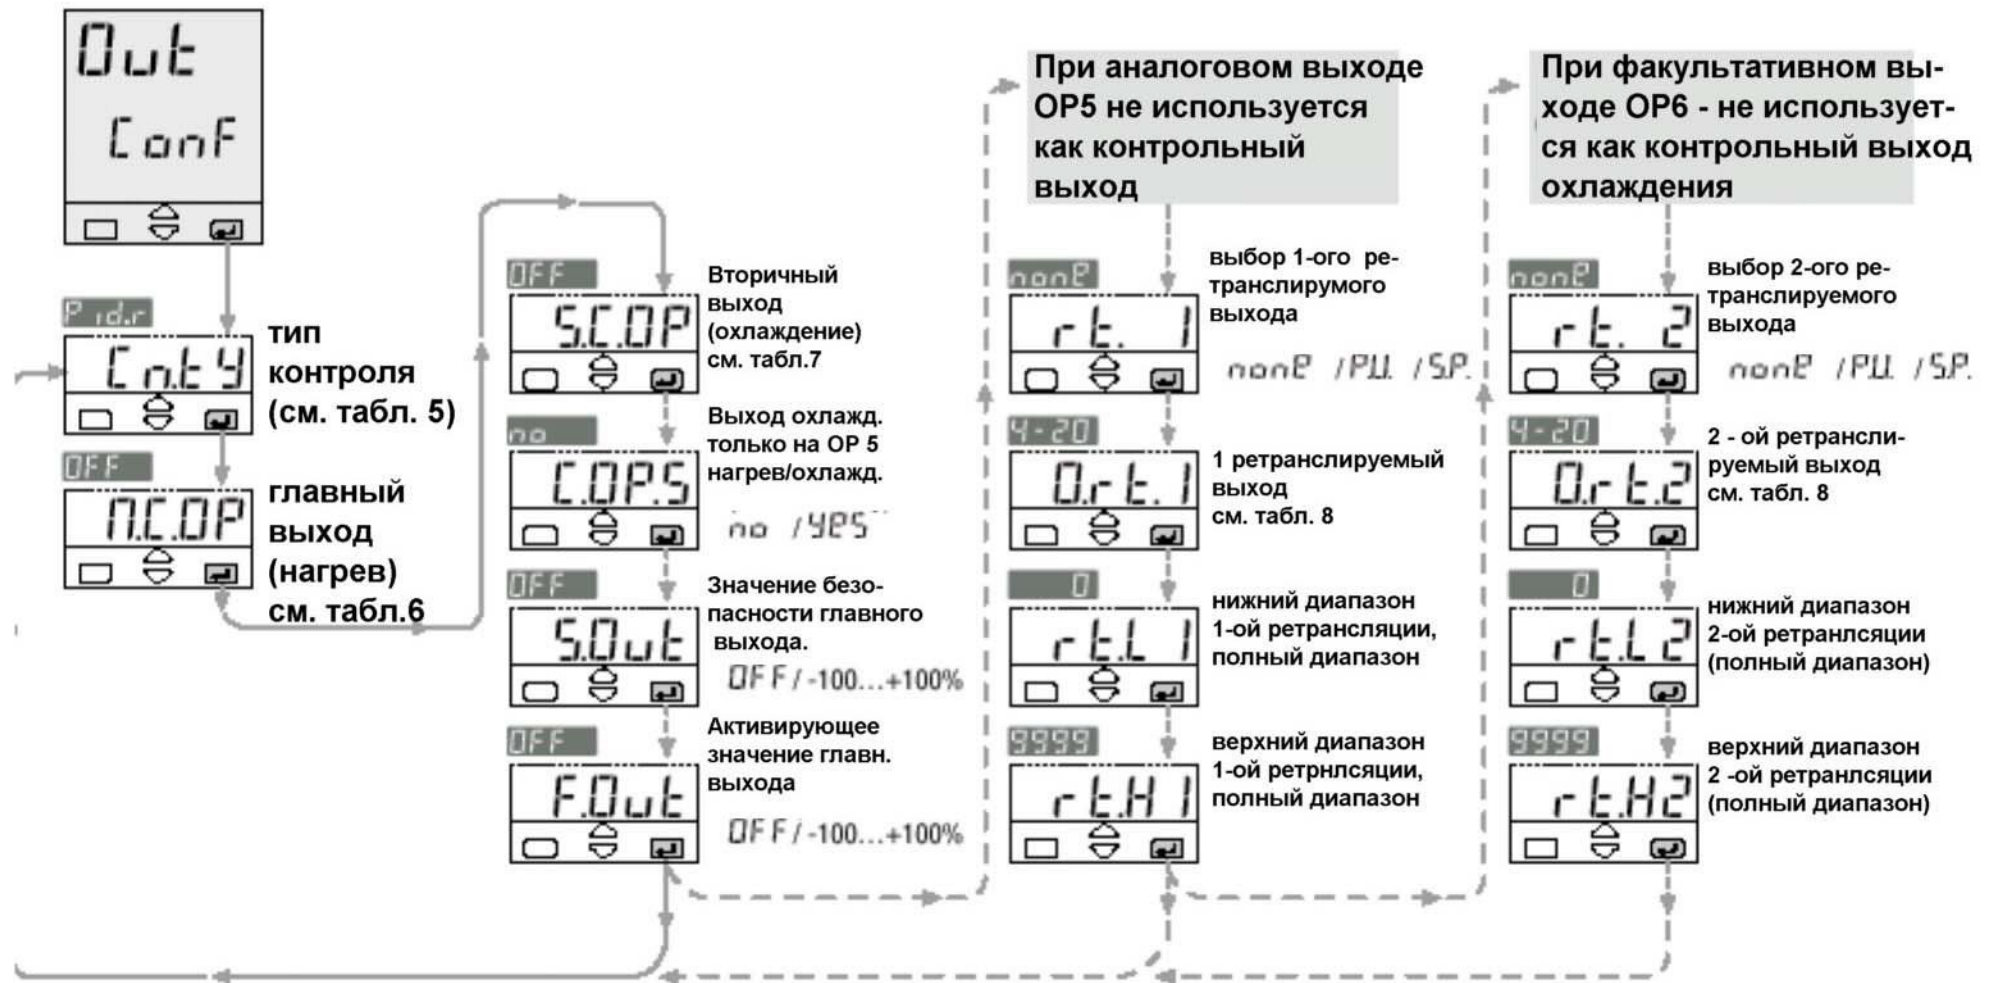 Out
ConF
P id.r
Cn.t y
тип
контроля
(см. табл. 5)
OFF
M.C.OP
главный
выход
(нагрев)
см. табл.6
OFF
S.C.OP
Вторичный
выход
(охлаждение)
см. табл.7
no
C.OP.5
Выход охлажд.
только на ОР 5
нагрев/охлажд.
no / yes
OFF
S.Out
Значение безо-
пасности главного
выхода.
OFF / -100...+100%
OFF
F.Out
Активирующее
значение главн.
выхода
OFF / -100...+100%
При аналоговом выходе
ОР5 не используется
как контрольный
выход
none
rt. 1
выбор 1-ого ре-
транслирумого
выхода
none / P.V. / S.P.
4-20
O.rt.1
1 ретранслируемый
выход
см. табл. 8
0
rt.L 1
нижний диапазон
1-ой ретрансляции,
полный диапазон
9999
rt.H 1
верхний диапазон
1-ой ретрнлсяции,
полный диапазон
При факультативном вы-
ходе ОР6 - не использует-
ся как контрольный выход
охлаждения
none
rt. 2
выбор 2-ого ре-
транслируемого
выхода
none / P.V. / S.P.
4-20
O.rt.2
2 - ой ретрансли-
руемый выход
см. табл. 8
0
rt.L 2
нижний диапазон
2-ой ретранлсяции
(полный диапазон)
9999
rt.H2
верхний диапазон
2 -ой ретранлсяции
(полный диапазон)